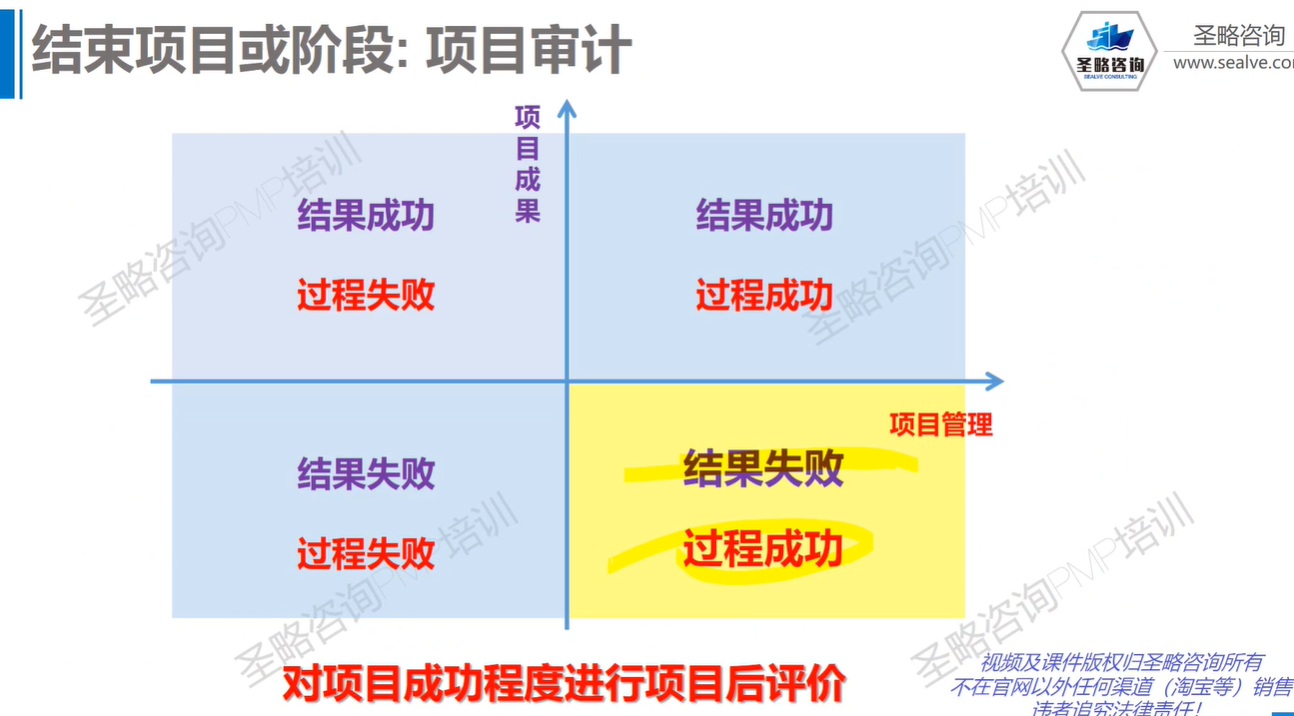 结束项目或阶段: 项目审计
圣略咨询
SEALVE CONSULTING
圣略咨询
www.sealve.co
项目成果
结果成功
过程失败
结果成功
过程成功
项目管理
结果失败
过程失败
结果失败
过程成功
对项目成功程度进行项目后评价
视频及课件版权归圣略咨询所有
不在官网以外任何渠道（淘宝等）销售
违者追究法律责任!
圣略咨询PMP培训
圣略咨询PMP培训
圣略咨询PMP培训
圣略咨询PMP培训